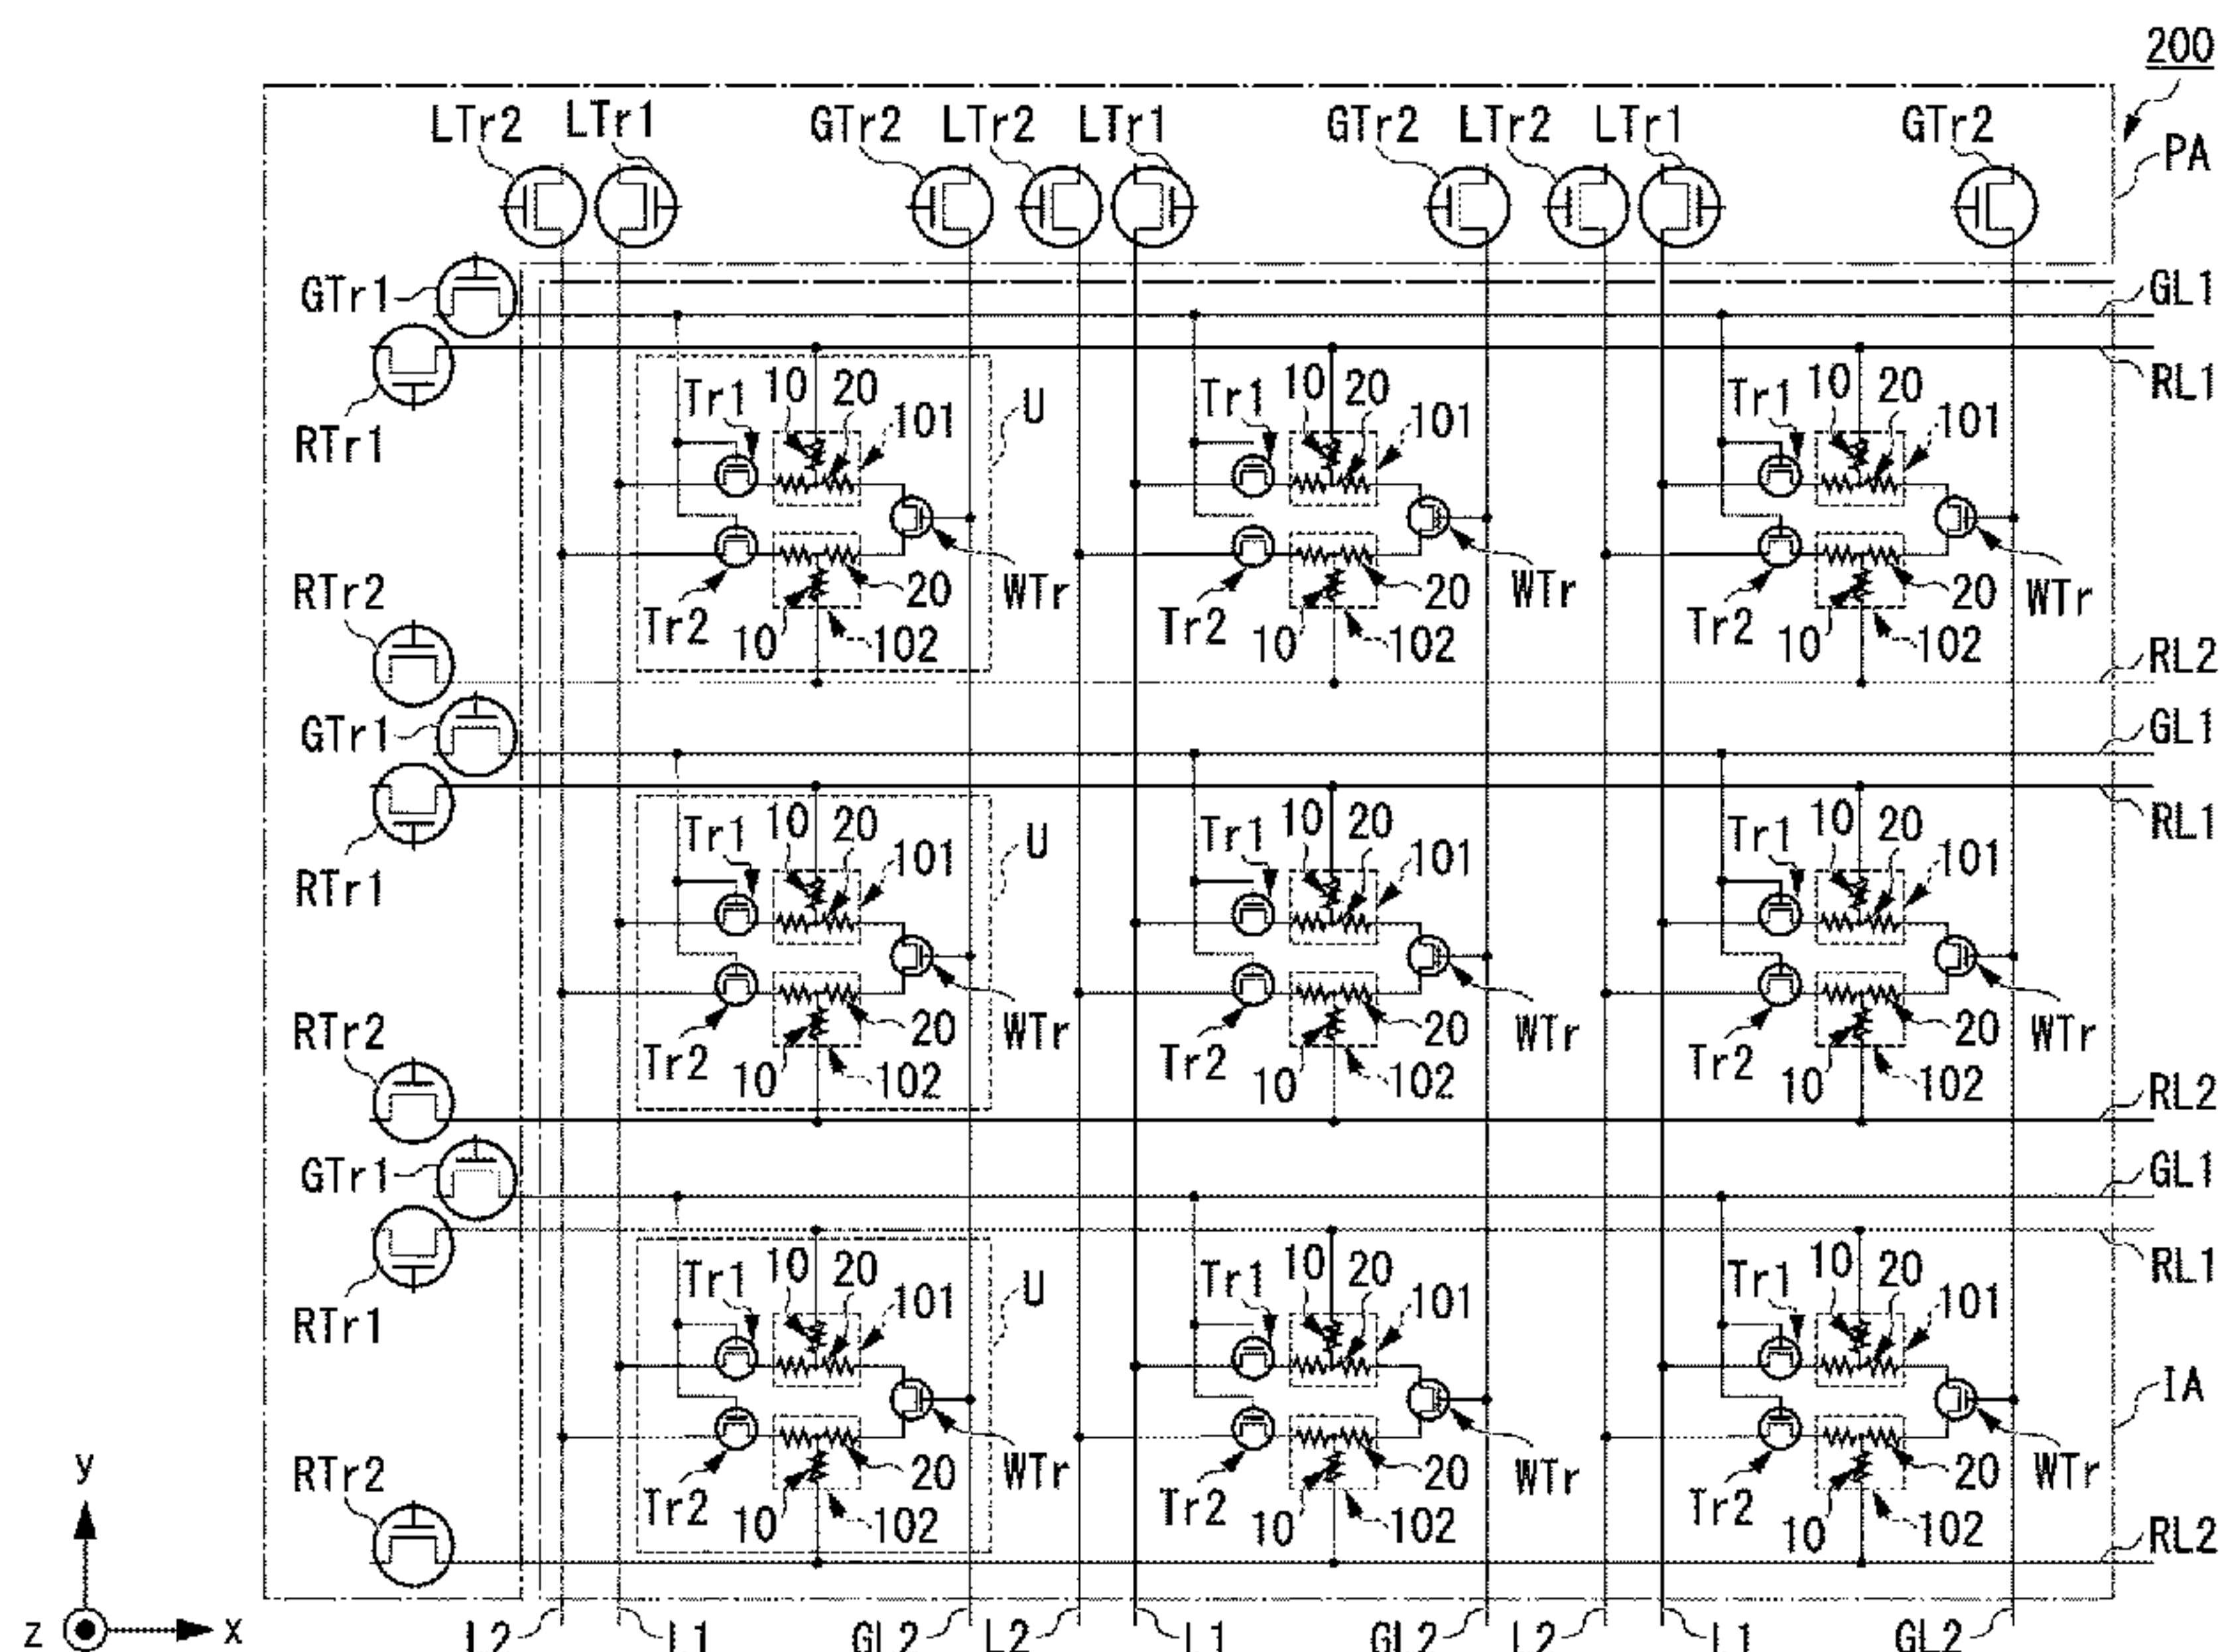 200
LTr2 LTr1 GTr2 LTr2 LTr1 GTr2 LTr2 LTr1 GTr2
PA
GTr1 GL1
RTr1 RL1
Tr1 10 20 101 U Tr1 10 20 101 Tr1 10 20 101
RTr2 Tr2 10 102 20 WTr Tr2 10 102 20 WTr Tr2 10 102 20 WTr
RL2
GTr1 GL1
RTr1 RL1
Tr1 10 20 101 U Tr1 10 20 101 Tr1 10 20 101
RTr2 Tr2 10 102 20 WTr Tr2 10 102 20 WTr Tr2 10 102 20 WTr
RL2
GTr1 GL1
RTr1 RL1
Tr1 10 20 101 U Tr1 10 20 101 Tr1 10 20 101
IA
RTr2 Tr2 10 102 20 WTr Tr2 10 102 20 WTr Tr2 10 102 20 WTr
RL2
y
z x
L2 L1 GL2 L2 L1 GL2 L2 L1 GL2